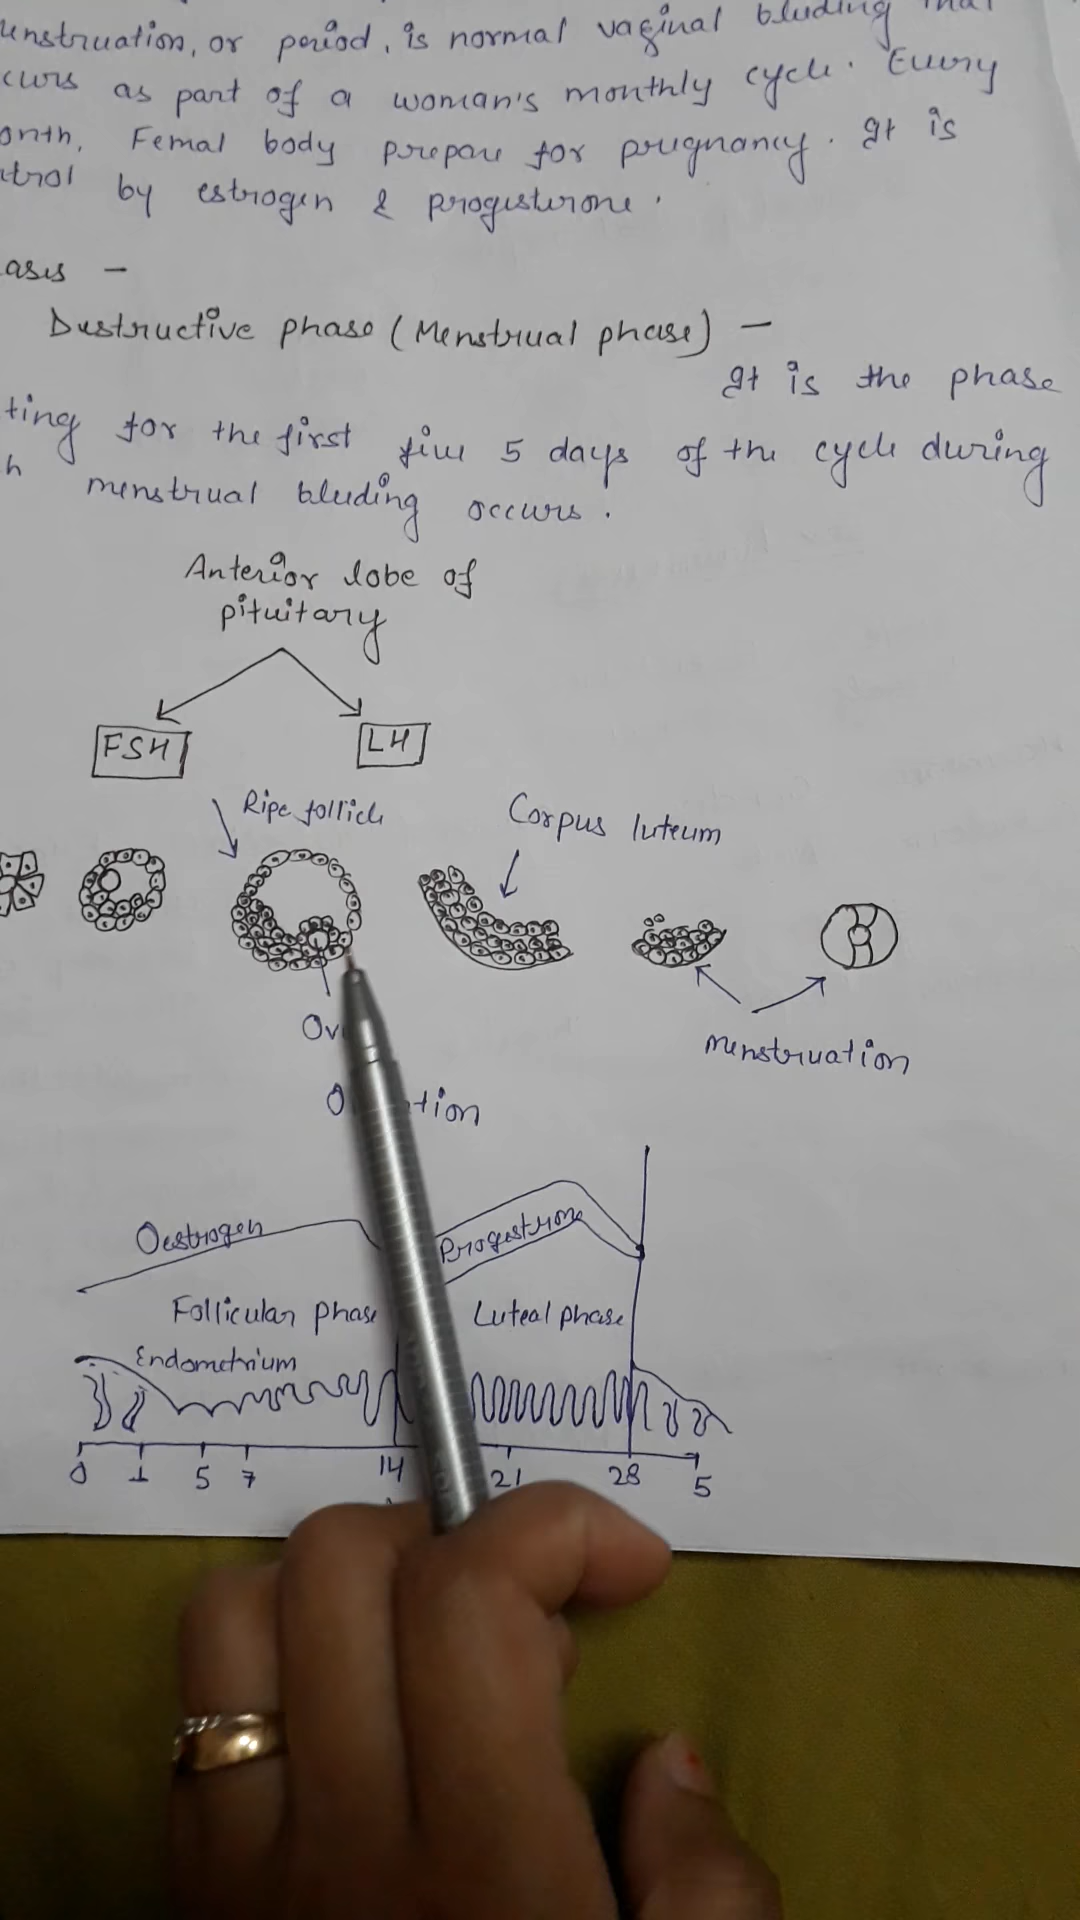 enstruation, or period, is normal vaginal bleeding that
curs as part of a woman's monthly cycle. Every
onth, Femal body prepare for pregnancy. It is
ntrol by estrogen & progesterone.
ases -
Destructive phase (Menstrual phase) -
It is the phase
ting for the first five 5 days of the cycle during
h menstrual bleeding occurs.
Anterior lobe of
pituitary
FSH LH
Ripe follicle
Corpus luteum
Ov
menstruation
O tion
Oestrogen
Progestrone
Follicular phase
Luteal phase
Endometrium
0 1 5 7 14 21 28 5